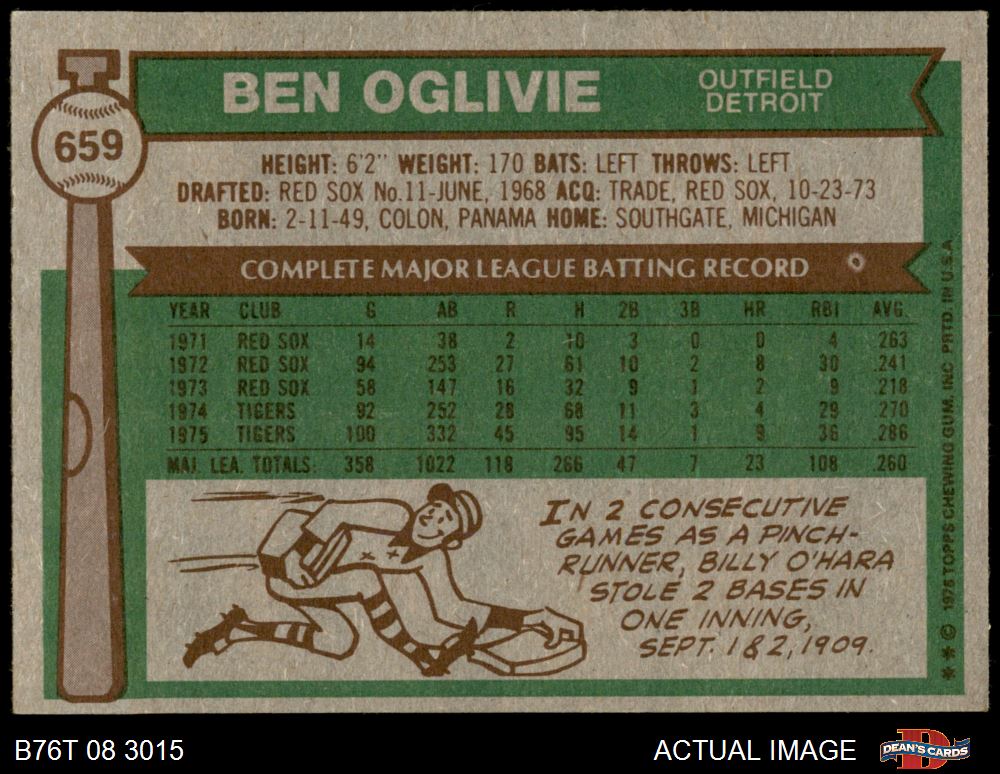 659
BEN OGLIVIE
OUTFIELD
DETROIT
HEIGHT: 6'2" WEIGHT: 170 BATS: LEFT THROWS: LEFT
DRAFTED: RED SOX No.11-JUNE, 1968 ACQ: TRADE, RED SOX, 10-23-73
BORN: 2-11-49, COLON, PANAMA HOME: SOUTHGATE, MICHIGAN
COMPLETE MAJOR LEAGUE BATTING RECORD
YEAR CLUB G AB R H 2B 3B HR RBI AVG.
1971 RED SOX 14 38 2 10 3 0 0 4 .263
1972 RED SOX 94 253 27 61 10 2 8 30 .241
1973 RED SOX 58 147 16 32 9 1 2 9 .218
1974 TIGERS 92 252 28 68 11 3 4 29 .270
1975 TIGERS 100 332 45 95 14 1 9 36 .286
MAJ. LEA. TOTALS: 358 1022 118 266 47 7 23 108 .260
IN 2 CONSECUTIVE
GAMES AS A PINCH-
RUNNER, BILLY O'HARA
STOLE 2 BASES IN
ONE INNING,
SEPT. 1&2, 1909.
** © 1976 TOPPS CHEWING GUM, INC. PRTD. IN U.S.A.
B76T 08 3015
ACTUAL IMAGE
DEAN'S CARDS